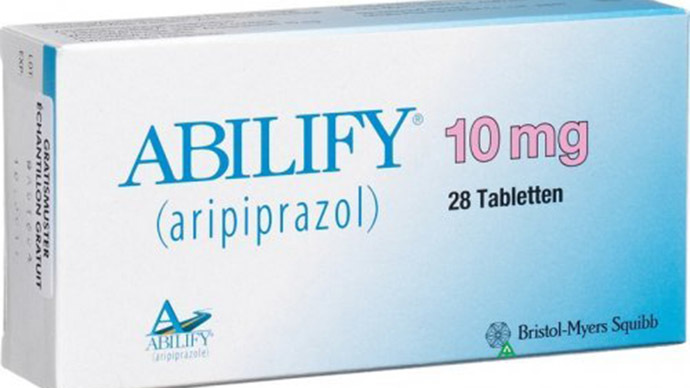 ABILIFY® 10 mg
(aripiprazol)
28 Tabletten
ABILIFY®
(aripiprazole)
Bristol-Myers Squibb
LOT:
EXP.
GRATISMUSTER
ÉCHANTILLON GRATUIT